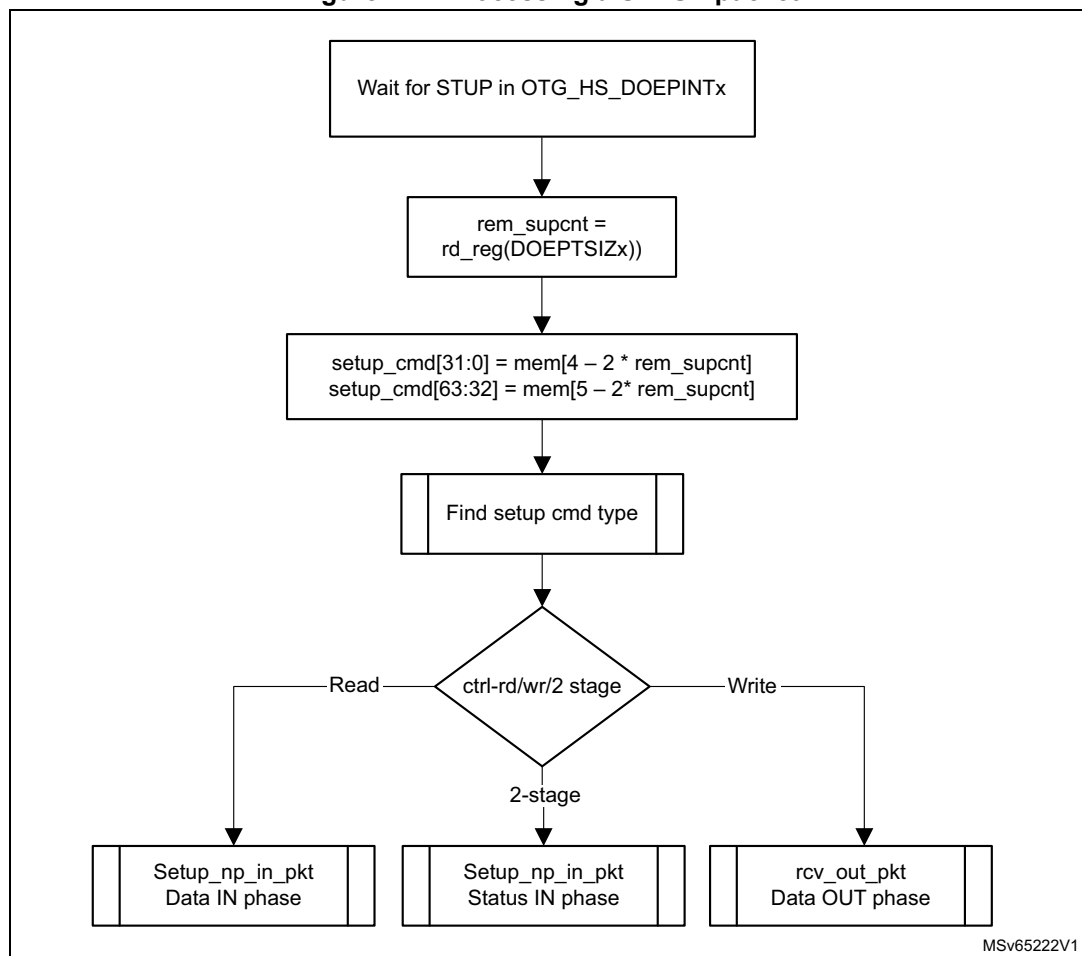 Wait for STUP in OTG_HS_DOEPINTx
rem_supcnt =
rd_reg(DOEPTSIZx))
setup_cmd[31:0] = mem[4 – 2 * rem_supcnt]
setup_cmd[63:32] = mem[5 – 2* rem_supcnt]
Find setup cmd type
Read
ctrl-rd/wr/2 stage
Write
2-stage
Setup_np_in_pkt
Data IN phase
Setup_np_in_pkt
Status IN phase
rcv_out_pkt
Data OUT phase
MSv65222V1